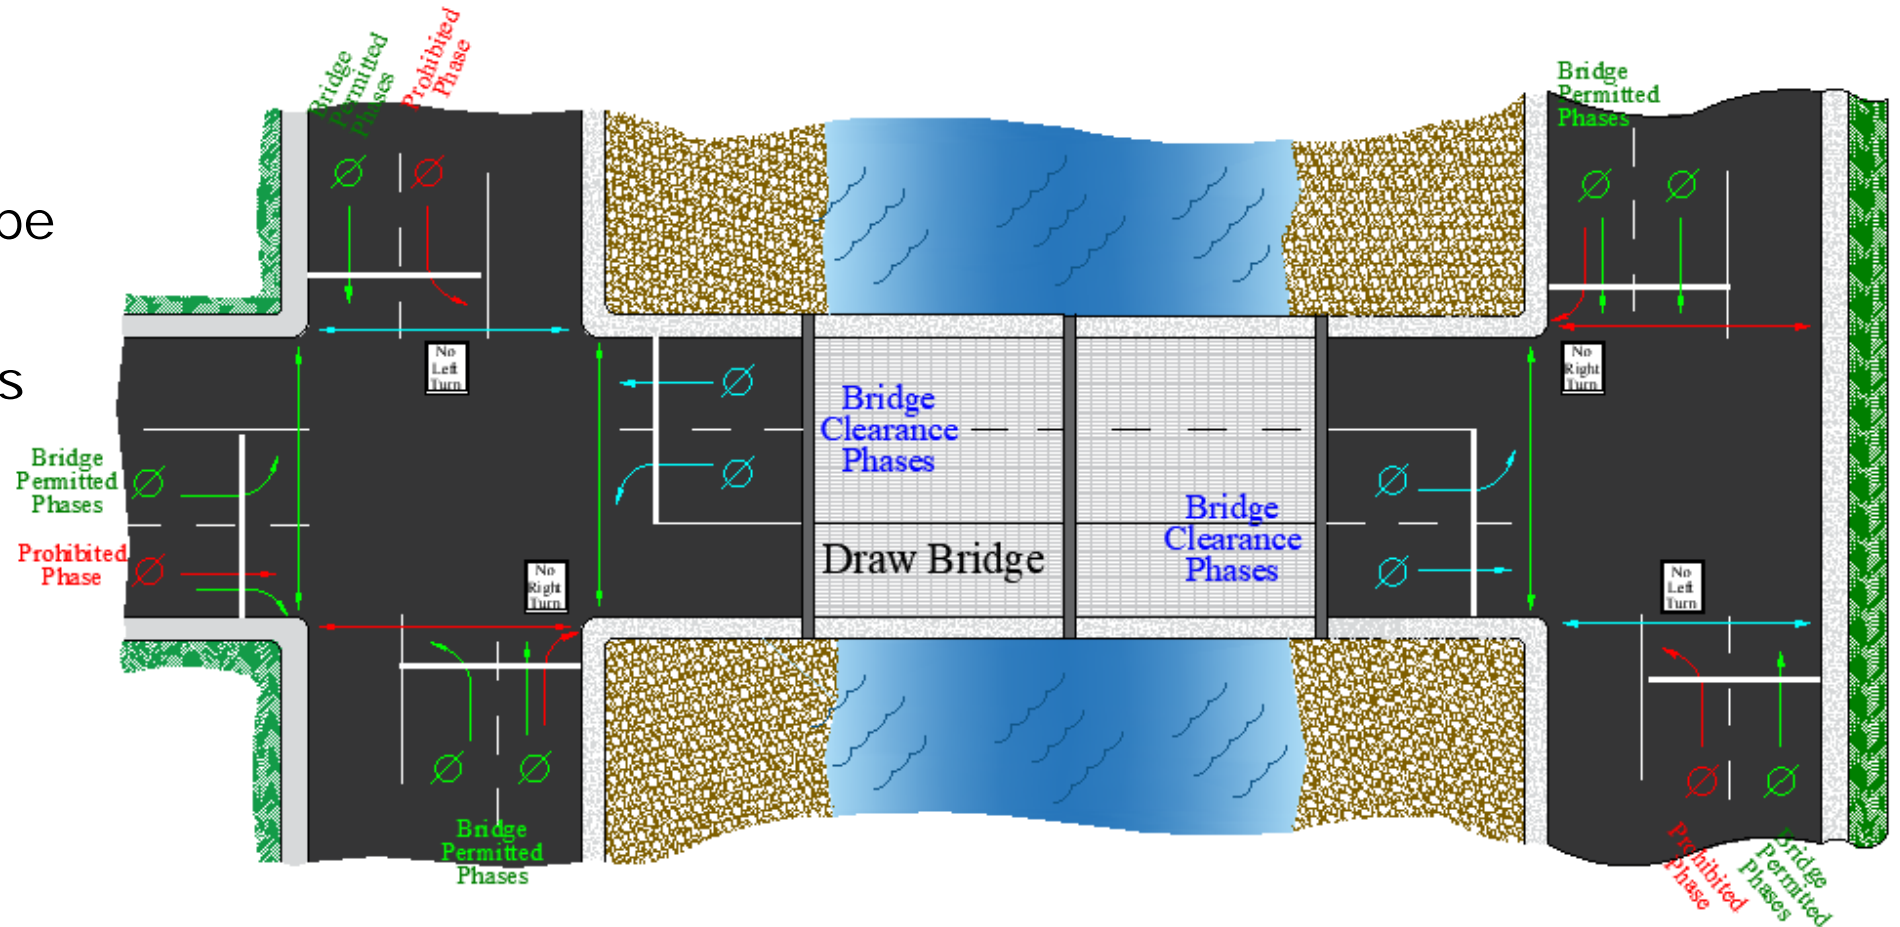 be
s
Bridge
Permitted
Phases
Prohibited
Phase
Bridge
Permitted
Phases
No
Left
Turn
No
Right
Turn
Bridge
Clearance
Phases
Bridge
Permitted
Phases
Bridge
Clearance
Phases
Prohibited
Phase
Draw Bridge
No
Right
Turn
No
Left
Turn
Bridge
Permitted
Phases
Prohibited
Phase
Bridge
Permitted
Phases